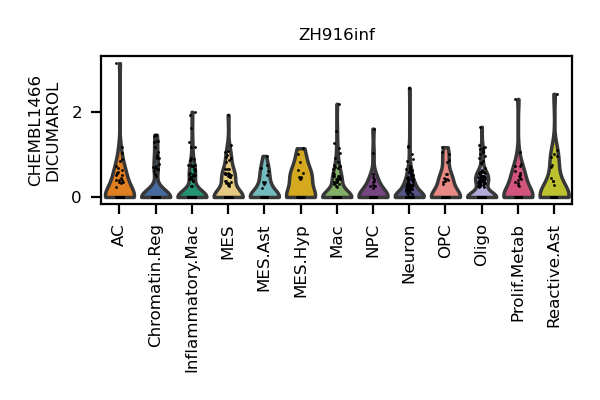 ZH916inf
CHEMBL1466
DICUMAROL
2
0
AC
Chromatin.Reg
Inflammatory.Mac
MES
MES.Ast
MES.Hyp
Mac
NPC
Neuron
OPC
Oligo
Prolif.Metab
Reactive.Ast